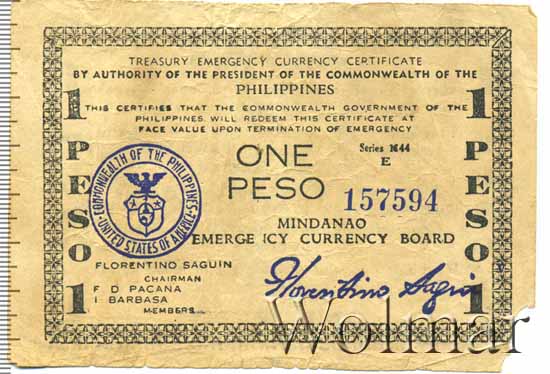 TREASURY EMERGENCY CURRENCY CERTIFICATE
BY AUTHORITY OF THE PRESIDENT OF THE COMMONWEALTH OF THE
PHILIPPINES
THIS CERTIFIES THAT THE COMMONWEALTH GOVERNMENT OF THE
PHILIPPINES, WILL REDEEM THIS CERTIFICATE AT
FACE VALUE UPON TERMINATION OF EMERGENCY
1
PESO
1
ONE
PESO
Series 1944
E
157594
COMMONWEALTH OF THE PHILIPPINES
UNITED STATES OF AMERICA
MINDANAO
EMERGE ICY CURRENCY BOARD
FLORENTINO SAGUIN
CHAIRMAN
F D PACANA
I BARBASA
MEMBERS
Florentino Saguin
1
PESO
1
Wolmar